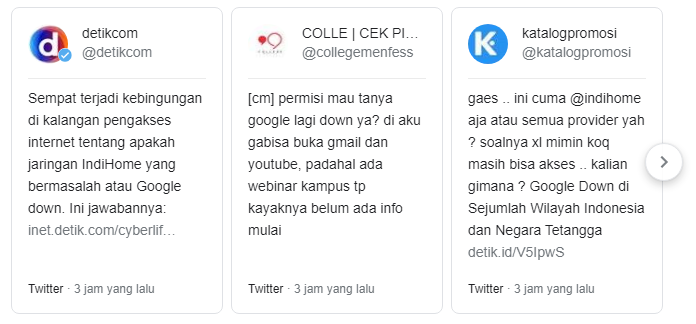 detikcom
@detikcom
Sempat terjadi kebingungan
di kalangan pengakses
internet tentang apakah
jaringan IndiHome yang
bermasalah atau Google
down. Ini jawabannya:
inet.detik.com/cyberlif…
Twitter · 3 jam yang lalu
COLLE | CEK PI…
@collegemenfess
[cm] permisi mau tanya
google lagi down ya? di aku
gabisa buka gmail dan
youtube, padahal ada
webinar kampus tp
kayaknya belum ada info
mulai
Twitter · 3 jam yang lalu
katalogpromosi
@katalogpromosi
gaes .. ini cuma @indihome
aja atau semua provider yah
? soalnya xl mimin koq
masih bisa akses .. kalian
gimana ? Google Down di
Sejumlah Wilayah Indonesia
dan Negara Tetangga
detik.id/V5IpwS
Twitter · 3 jam yang lalu